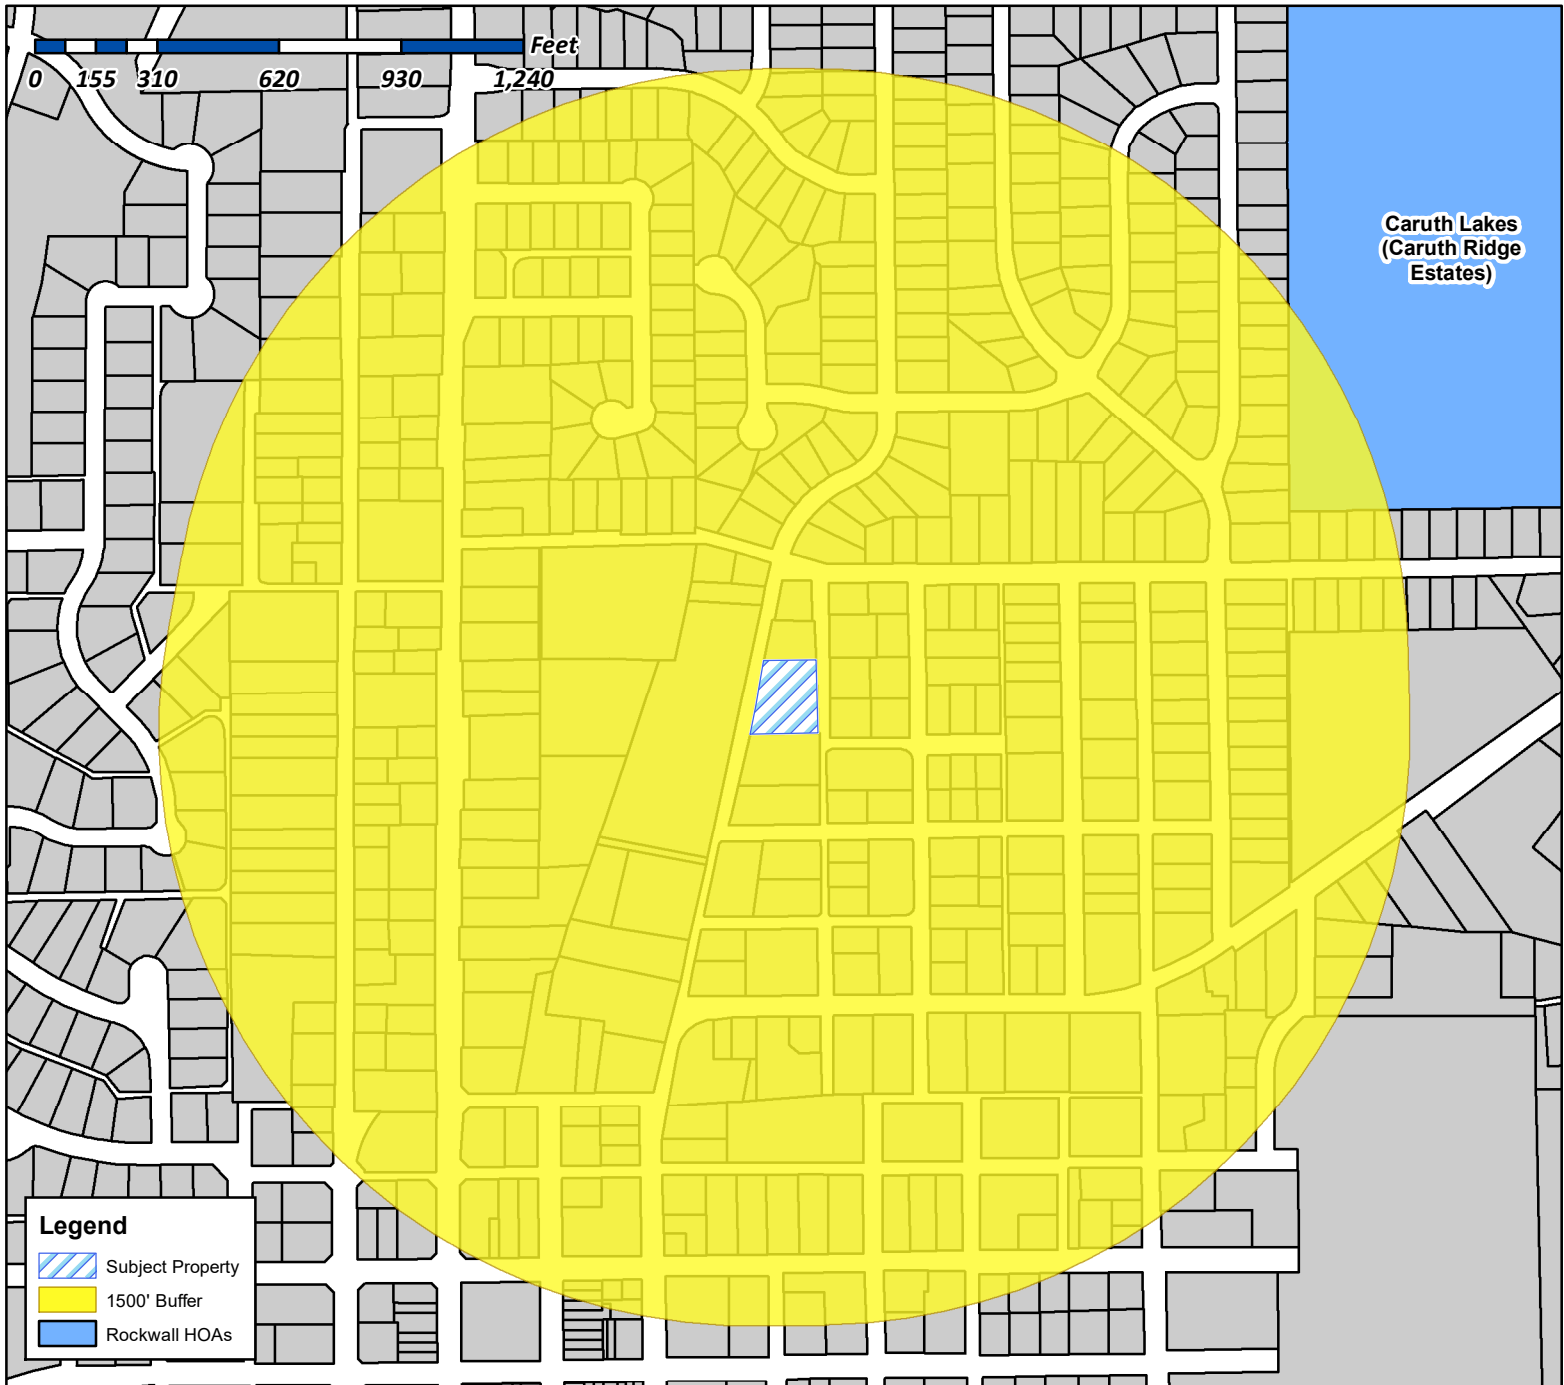 Feet
0 155 310 620 930 1,240
Caruth Lakes
(Caruth Ridge
Estates)
Legend
Subject Property
1500' Buffer
Rockwall HOAs